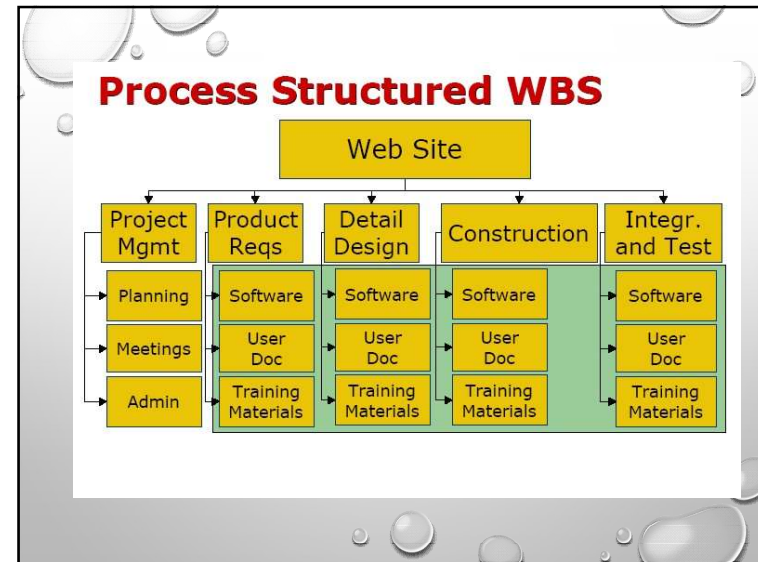 Process Structured WBS
Web Site
Project
Mgmt
Planning
Meetings
Admin
Product
Reqs
Software
User
Doc
Training
Materials
Detail
Design
Software
User
Doc
Training
Materials
Construction
Software
User
Doc
Training
Materials
Integr.
and Test
Software
User
Doc
Training
Materials